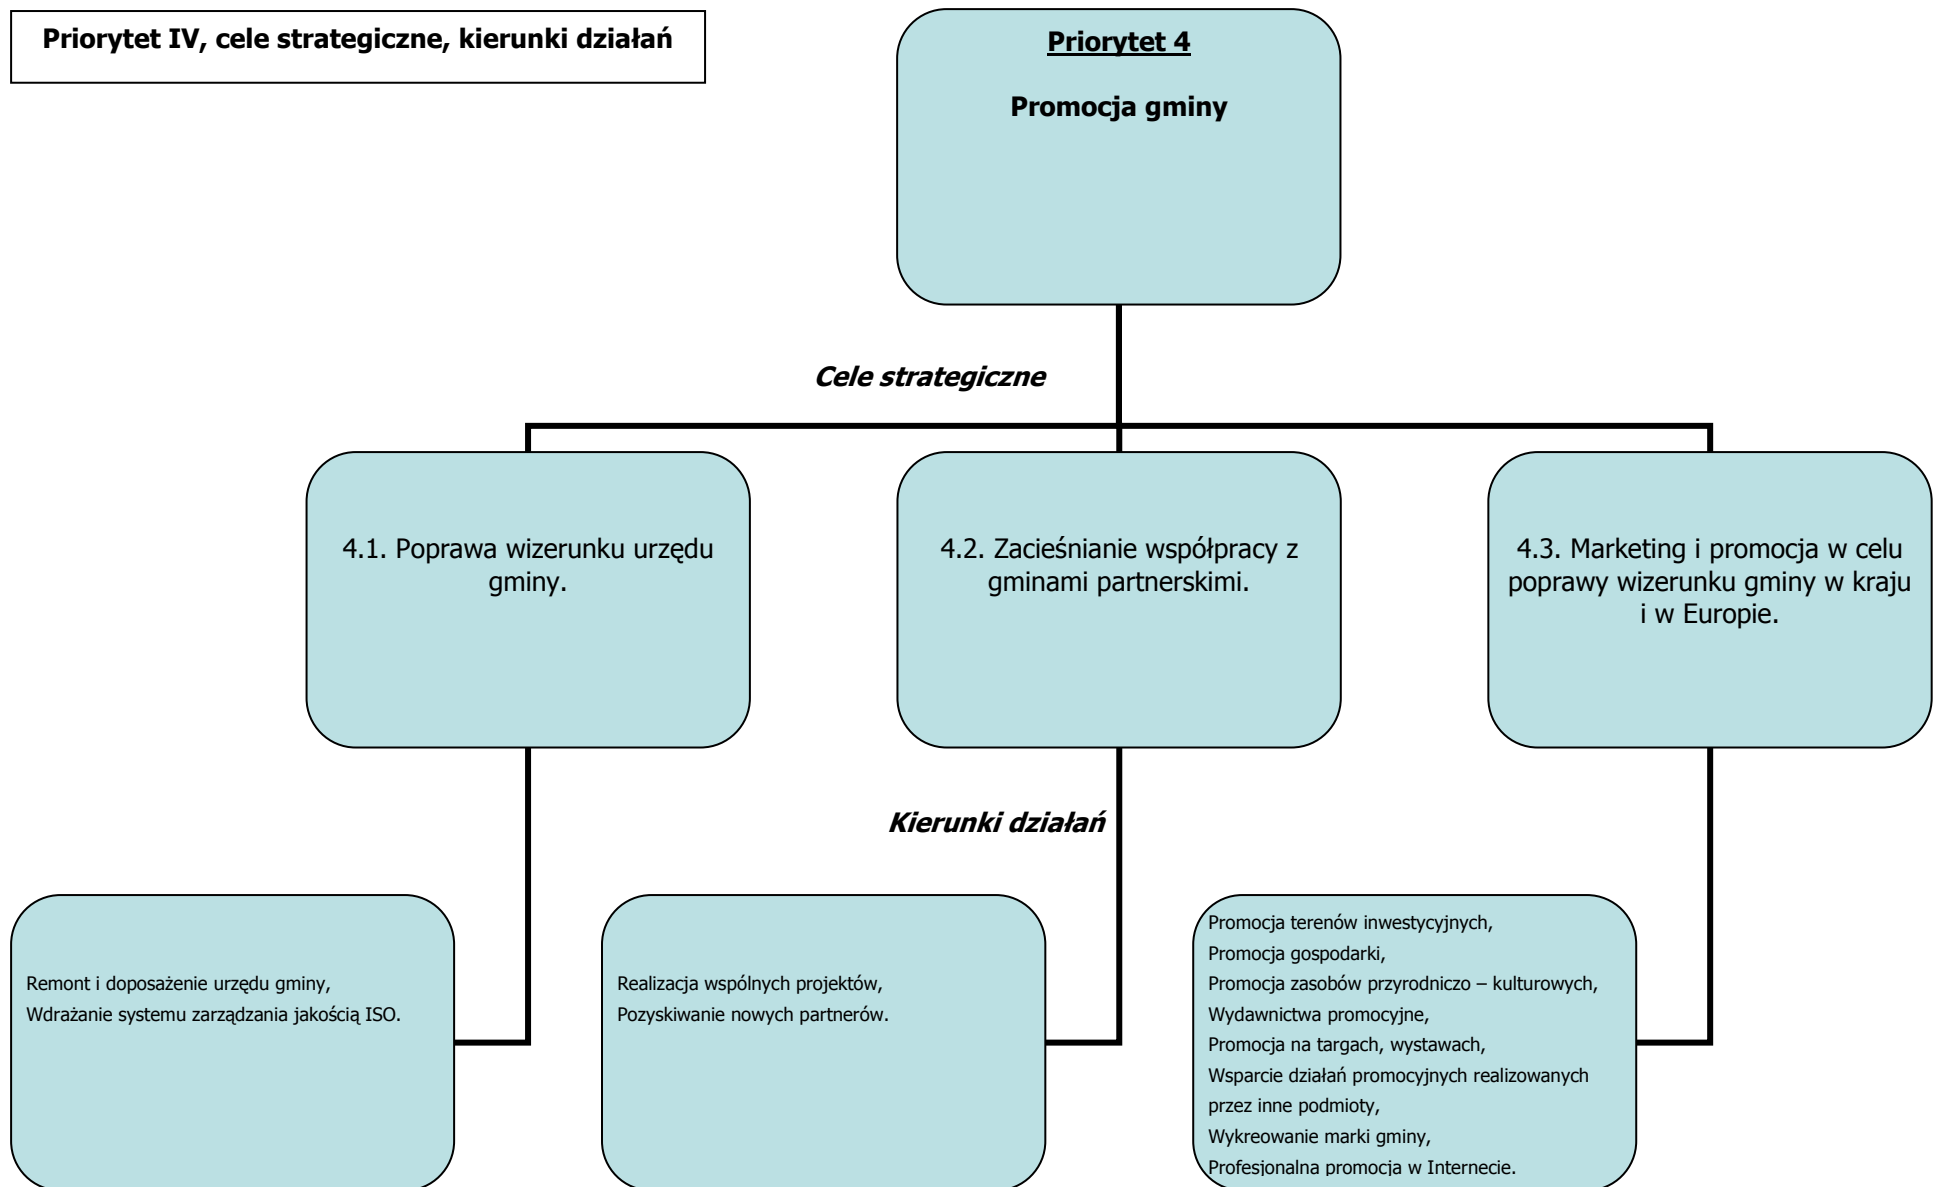 Priorytet IV, cele strategiczne, kierunki działań
Priorytet 4
Promocja gminy
Cele strategiczne
4.1. Poprawa wizerunku urzędu
gminy.
4.2. Zacieśnianie współpracy z
gminami partnerskimi.
4.3. Marketing i promocja w celu
poprawy wizerunku gminy w kraju
i w Europie.
Kierunki działań
Remont i doposażenie urzędu gminy,
Wdrażanie systemu zarządzania jakością ISO.
Realizacja wspólnych projektów,
Pozyskiwanie nowych partnerów.
Promocja terenów inwestycyjnych,
Promocja gospodarki,
Promocja zasobów przyrodniczo – kulturowych,
Wydawnictwa promocyjne,
Promocja na targach, wystawach,
Wsparcie działań promocyjnych realizowanych
przez inne podmioty,
Wykreowanie marki gminy,
Profesjonalna promocja w Internecie.